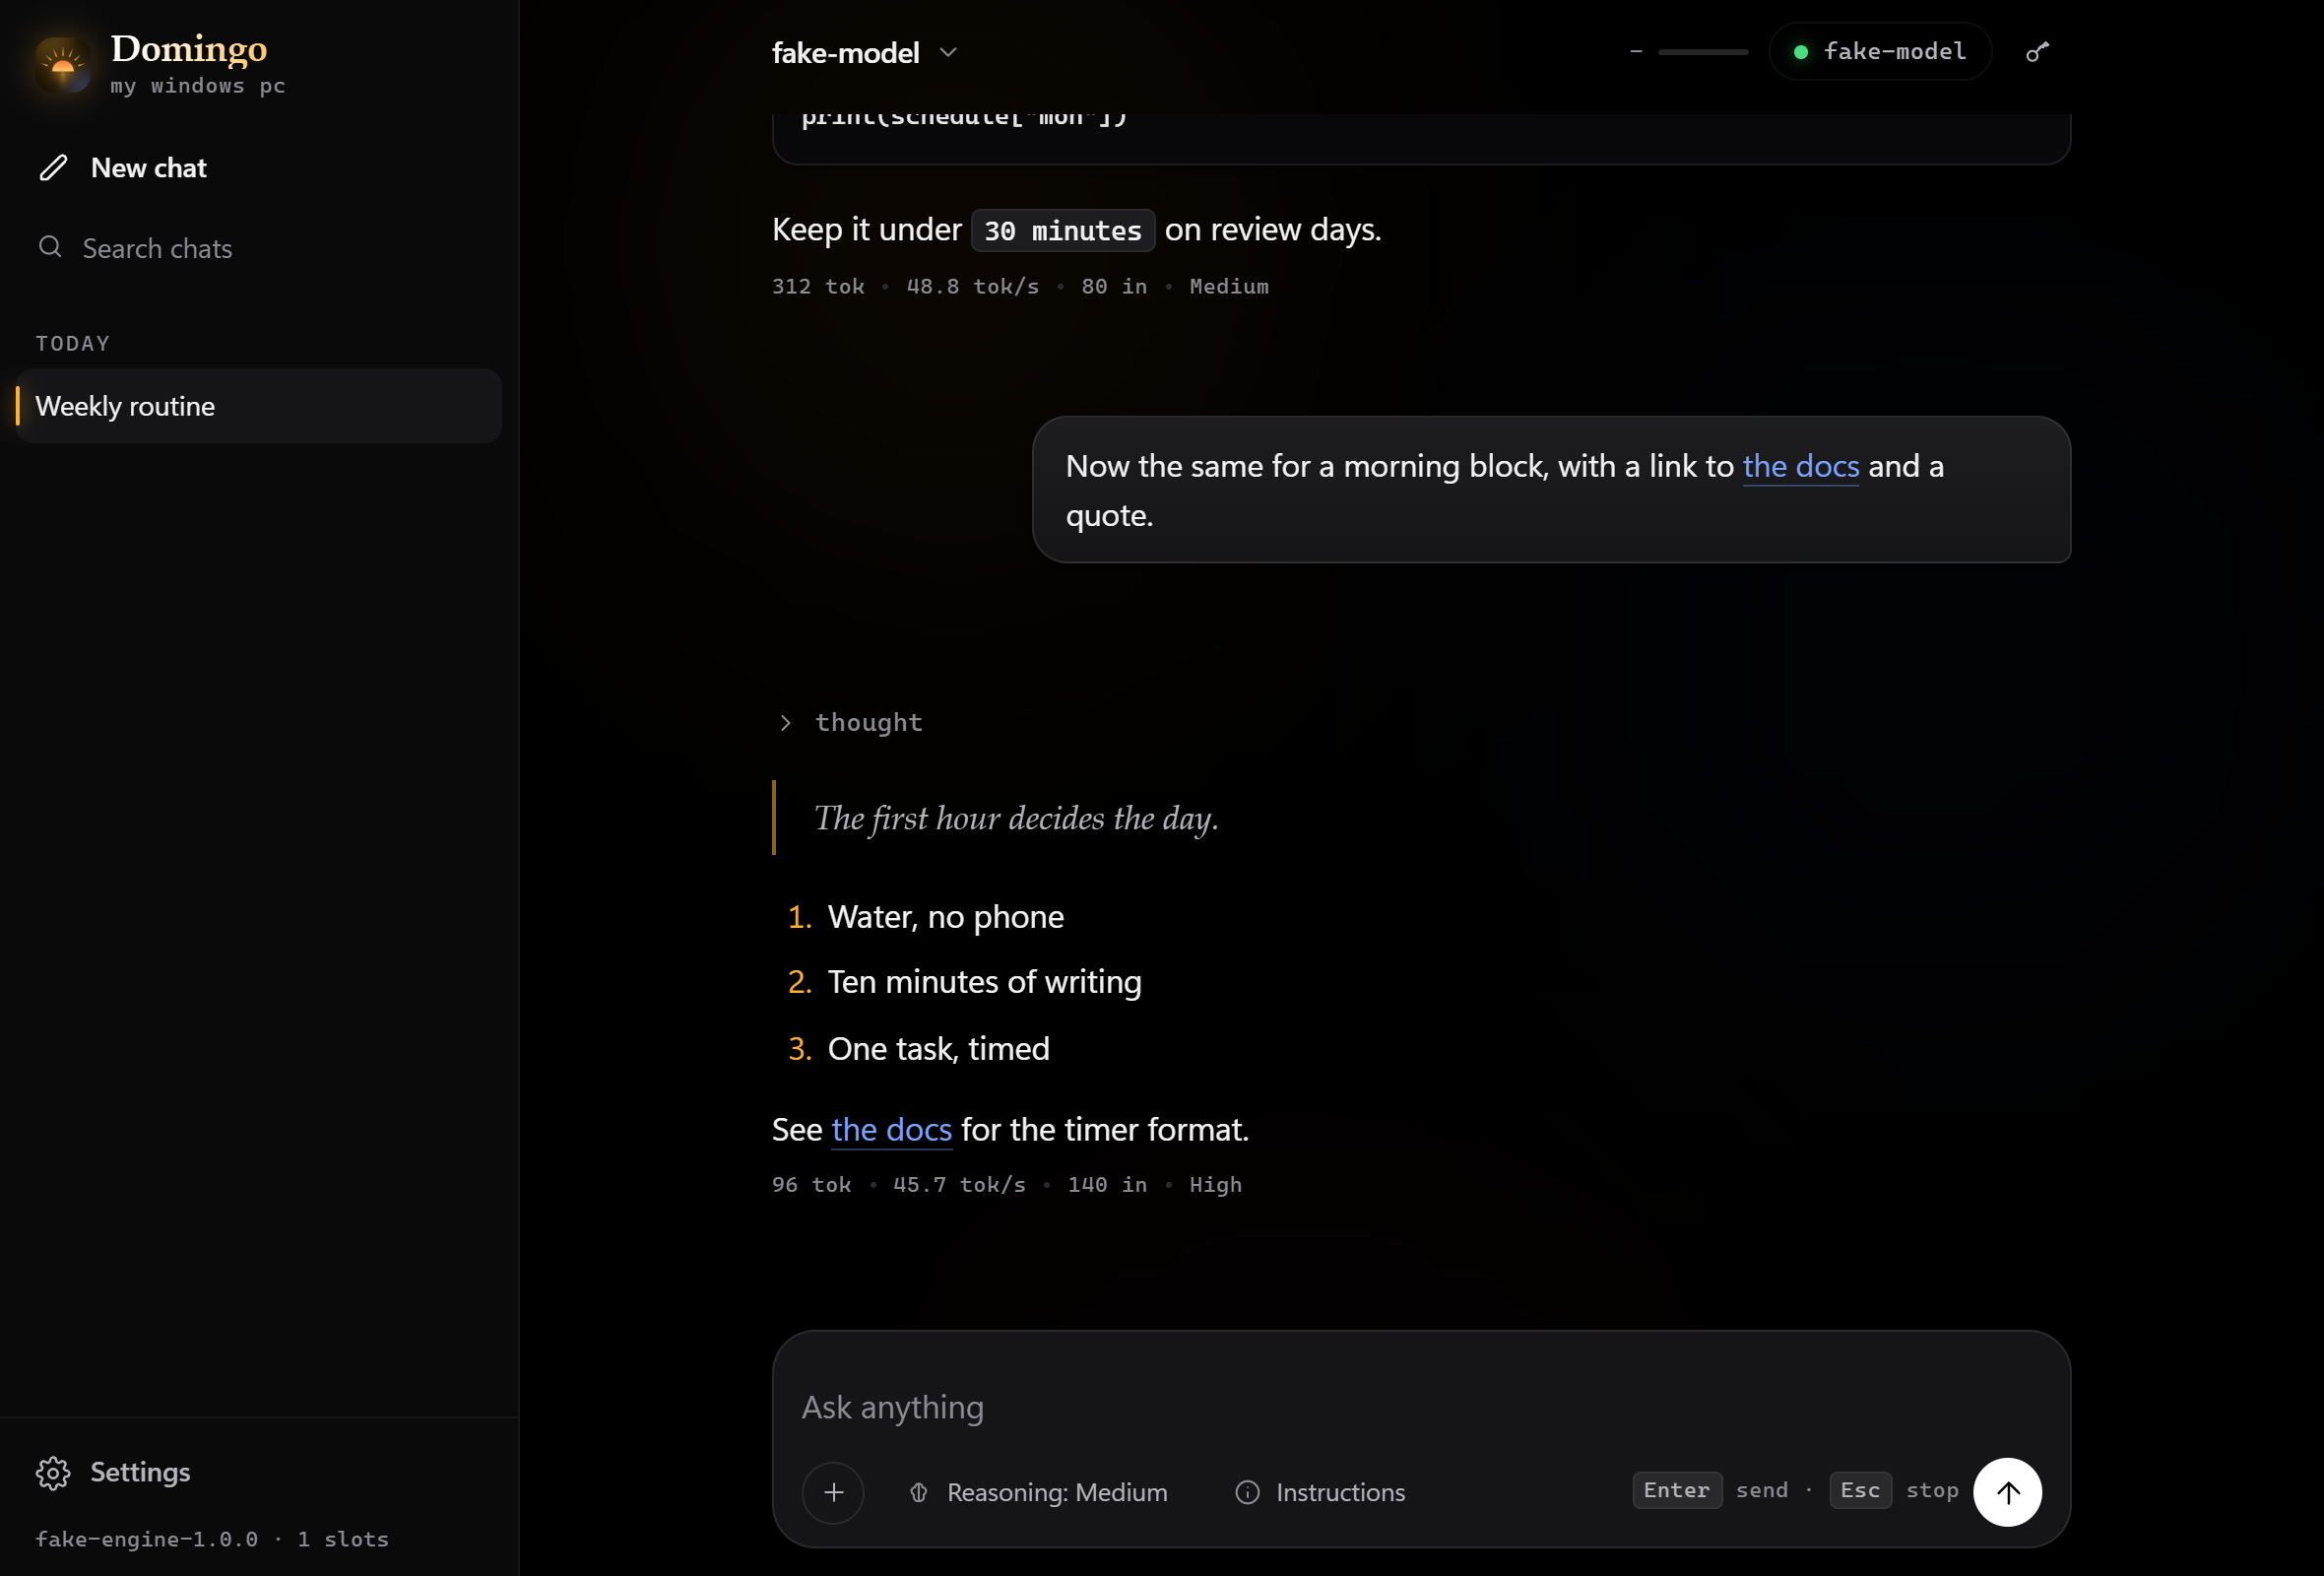 Domingo
my windows pc
New chat
Search chats
TODAY
Weekly routine
Settings
fake-engine-1.0.0 · 1 slots
fake-model
–
fake-model
print(schedule["mon"])
Keep it under 30 minutes on review days.
312 tok • 48.8 tok/s • 80 in • Medium
Now the same for a morning block, with a link to the docs and a
quote.
thought
The first hour decides the day.
1. Water, no phone
2. Ten minutes of writing
3. One task, timed
See the docs for the timer format.
96 tok • 45.7 tok/s • 140 in • High
Ask anything
Reasoning: Medium
Instructions
Enter send · Esc stop